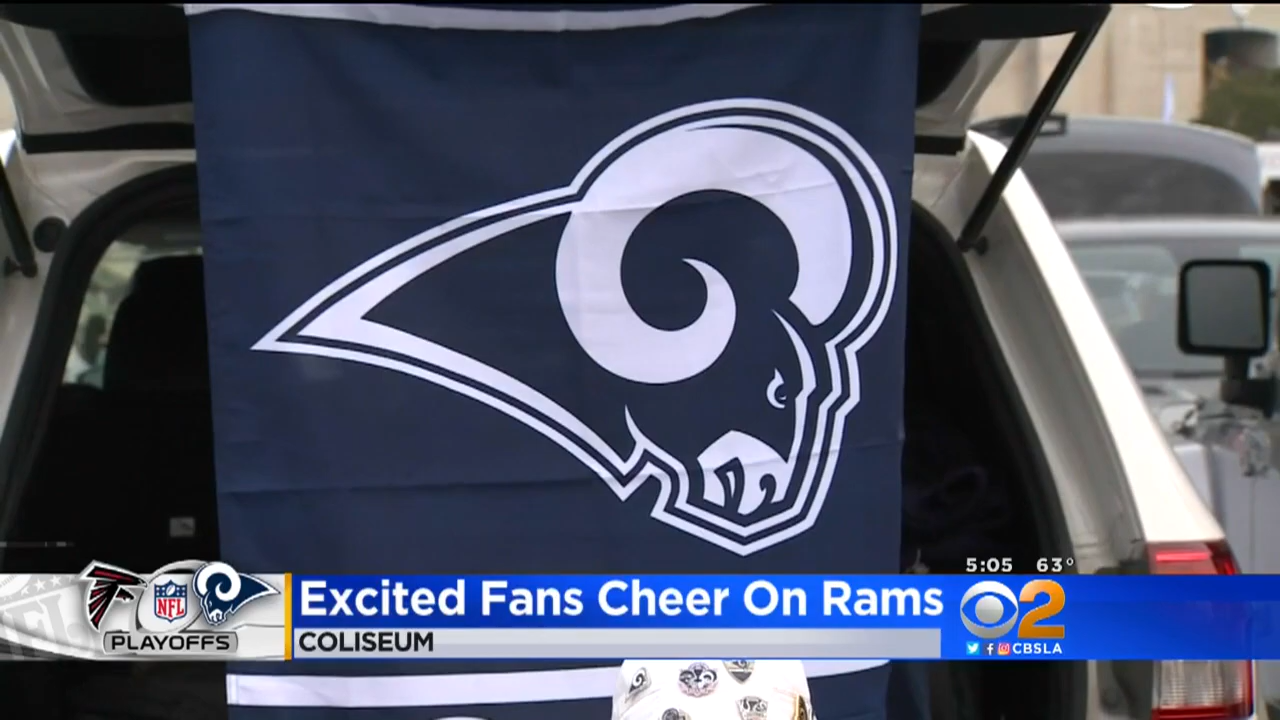 5:05 63°
NFL
PLAYOFFS
Excited Fans Cheer On Rams
COLISEUM
2
CBSLA